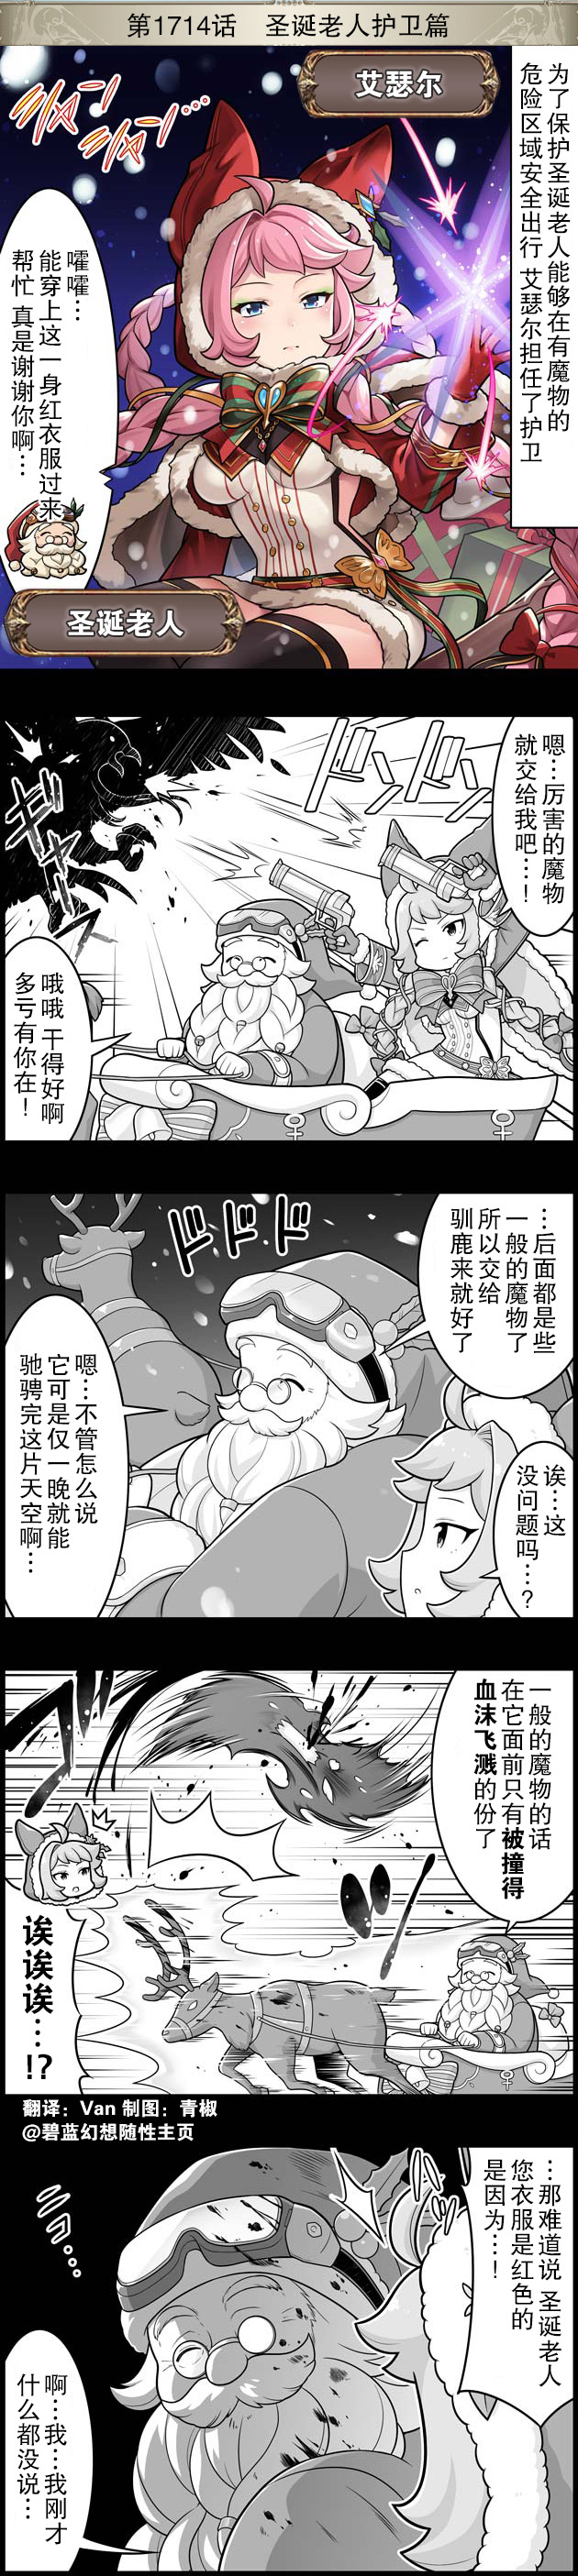 第1714话 圣诞老人护卫篇
艾瑟尔
为了保护圣诞老人能够在有魔物的
危险区域安全出行 艾瑟尔担任了护卫
シャン
シャン…
嚯嚯…
能穿上这一身红衣服过来
帮忙 真是谢谢你啊…
圣诞老人
嗯…厉害的魔物
就交给我吧…!
ドンドン
ギャー
哦哦 干得好啊
多亏有你在!
…后面都是些
一般的魔物了
所以交给
驯鹿来就好了
ドドドド
诶…这
没问题吗…?
嗯…不管怎么说
它可是仅一晚就能
驰骋完这片天空啊…
一般的魔物的话
在它面前只有被撞得
血沫飞溅的份了
诶诶诶…!?
翻译：Van 制图：青椒
@碧蓝幻想随性主页
…那难道说 圣诞老人
您衣服是红色的
是因为…!
ニコ…
啊…我…我刚才
什么都没说…